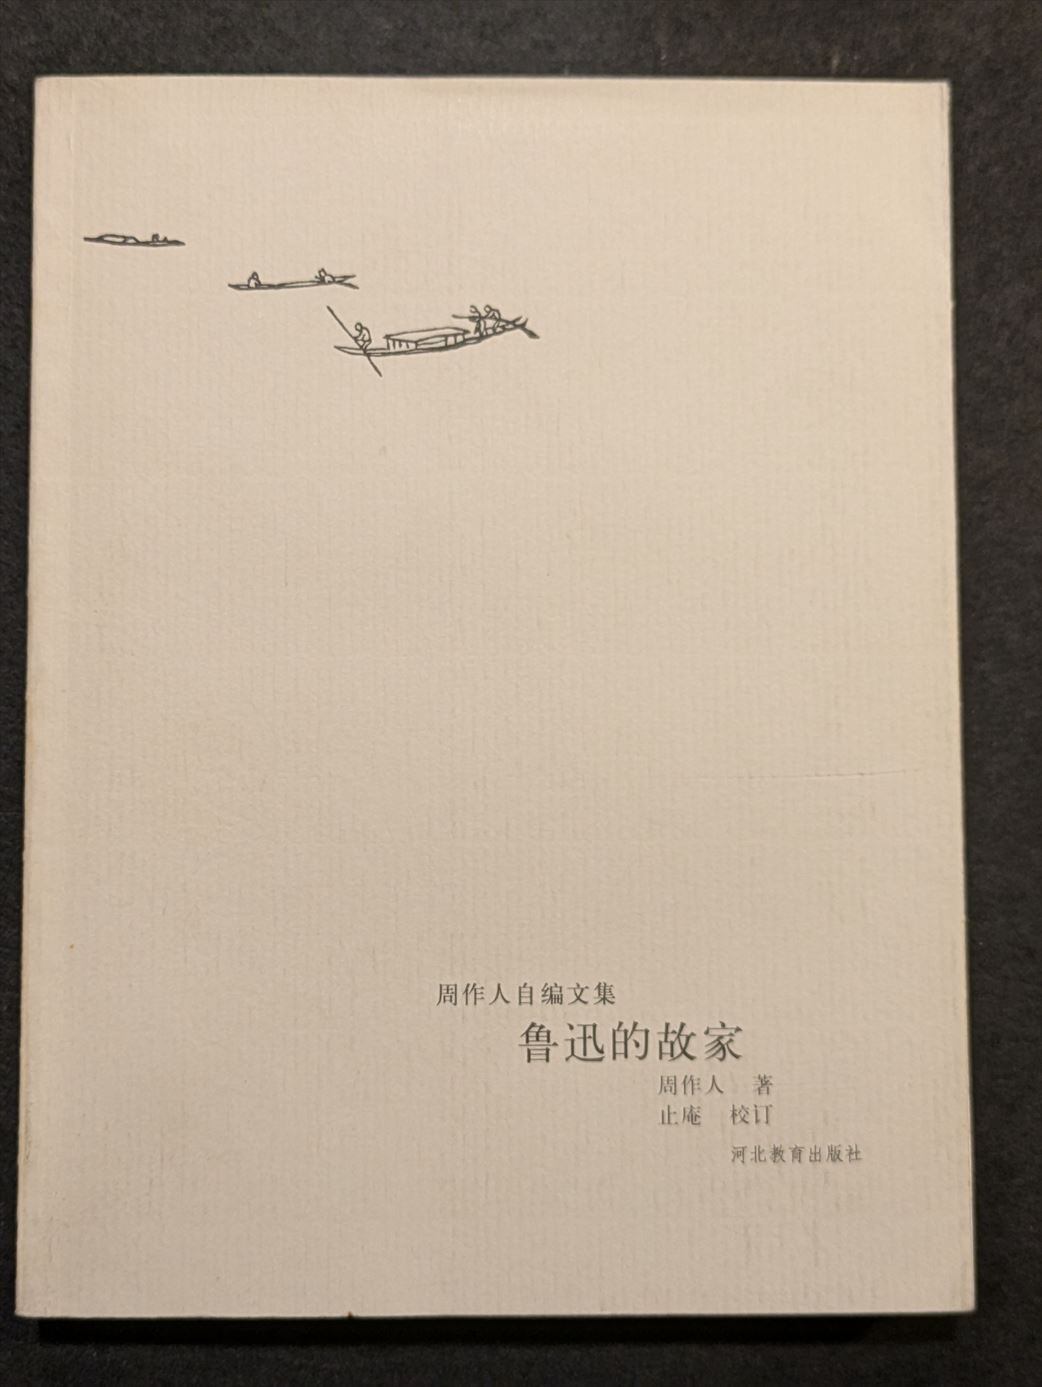 周作人自编文集
鲁迅的故家
周作人 著
止庵 校订
河北教育出版社